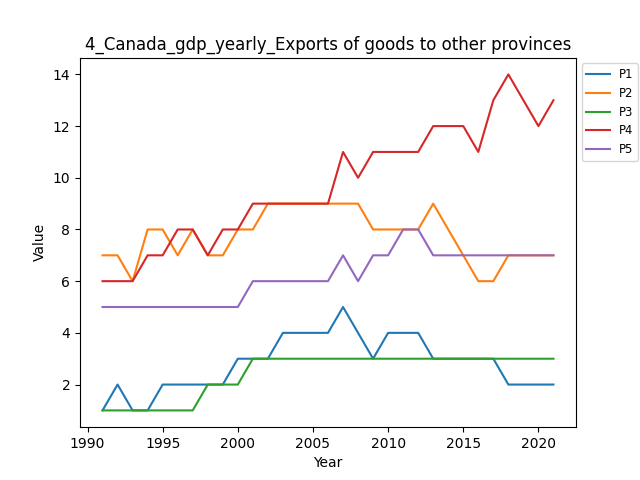 4_Canada_gdp_yearly_Exports of goods to other provinces
P1
P2
P3
P4
P5
14
12
10
8
6
4
2
Value
1990 1995 2000 2005 2010 2015 2020
Year